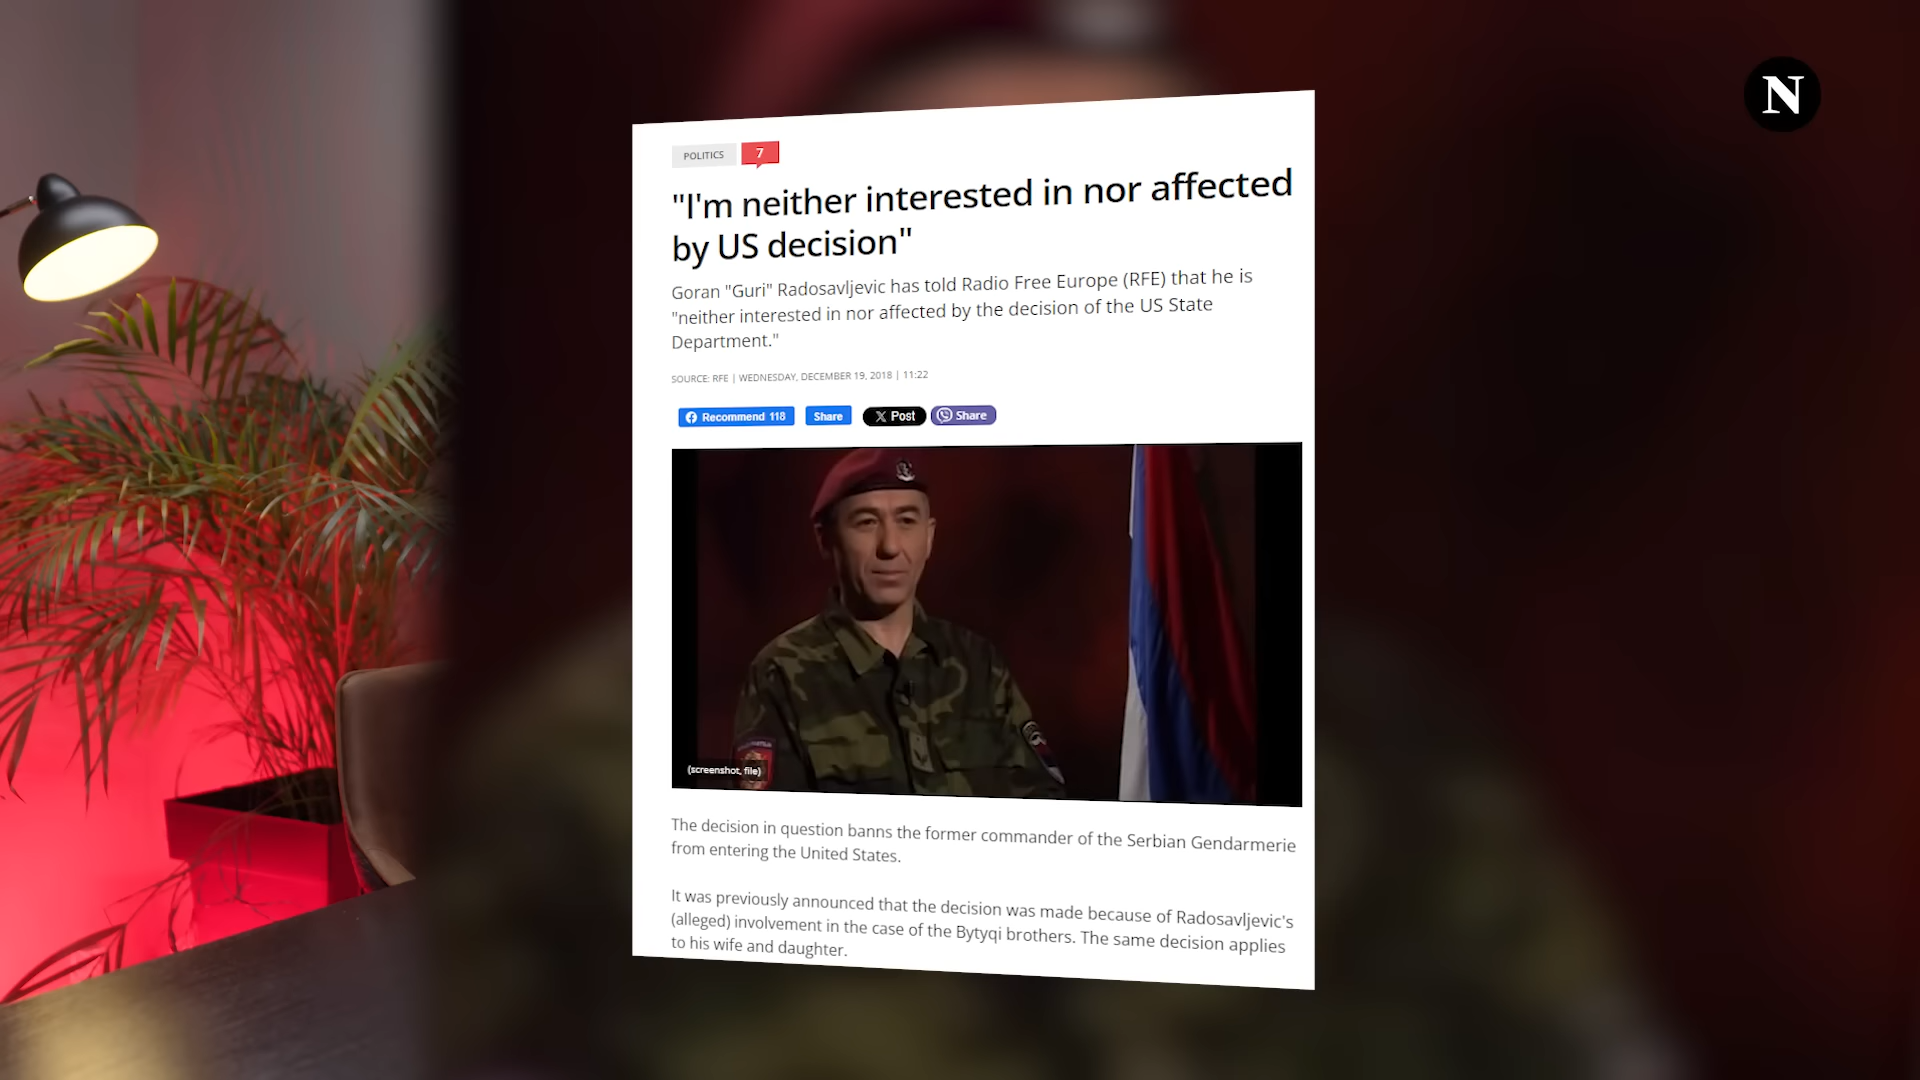 N
POLITICS 7
"I'm neither interested in nor affected
by US decision"
Goran "Guri" Radosavljevic has told Radio Free Europe (RFE) that he is
"neither interested in nor affected by the decision of the US State
Department."
SOURCE: RFE | WEDNESDAY, DECEMBER 19, 2018 | 11:22
Recommend 118 Share X Post Share
(screenshot, file)
The decision in question banns the former commander of the Serbian Gendarmerie
from entering the United States.
It was previously announced that the decision was made because of Radosavljevic's
(alleged) involvement in the case of the Bytyqi brothers. The same decision applies
to his wife and daughter.